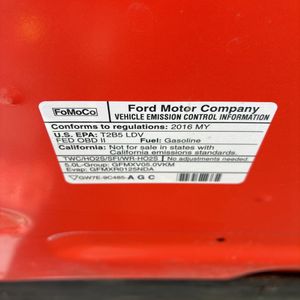 FoMoCo
Ford Motor Company
VEHICLE EMISSION CONTROL INFORMATION
Conforms to regulations: 2016 MY
U.S. EPA: T2B5 LDV
FED OBD II Fuel: Gasoline
California: Not for sale in states with
California emissions standards.
TWC/HO2S/SFI/WR-HO2S No adjustments needed.
5.0L-Group: GFMXV05.0VKM
Evap: GFMXR0125NDA
GW7E-9C485-AGC